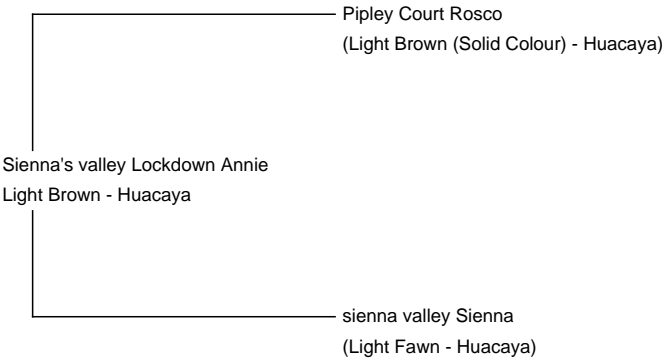 Pipley Court Rosco
(Light Brown (Solid Colour) - Huacaya)
Sienna's valley Lockdown Annie
Light Brown - Huacaya
sienna valley Sienna
(Light Fawn - Huacaya)